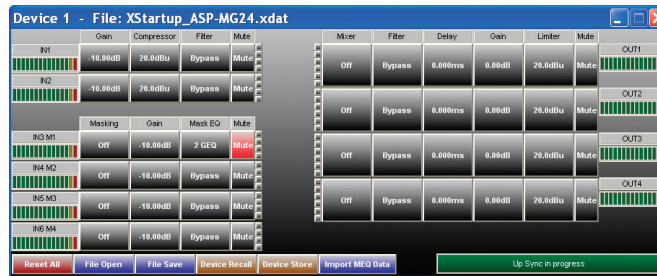 Device 1 - File: XStartup_ASP-MG24.xdat
Gain Compressor Filter Mute
IN1
-10.00dB 20.0dBu Bypass Mute
IN2
-10.00dB 20.0dBu Bypass Mute
Masking Gain Mask EQ Mute
IN3 M1
Off -10.00dB 2 GEQ Mute
IN4 M2
Off -10.00dB Bypass Mute
IN5 M3
Off -10.00dB Bypass Mute
IN6 M4
Off -10.00dB Bypass Mute
Mixer Filter Delay Gain Limiter Mute
OUT1
Off Bypass 0.000ms 0.00dB 20.0dBu Mute
OUT2
Off Bypass 0.000ms 0.00dB 20.0dBu Mute
OUT3
Off Bypass 0.000ms 0.00dB 20.0dBu Mute
OUT4
Off Bypass 0.000ms 0.00dB 20.0dBu Mute
Reset All File Open File Save Device Recall Device Store Import MEQ Data Up Sync in progress